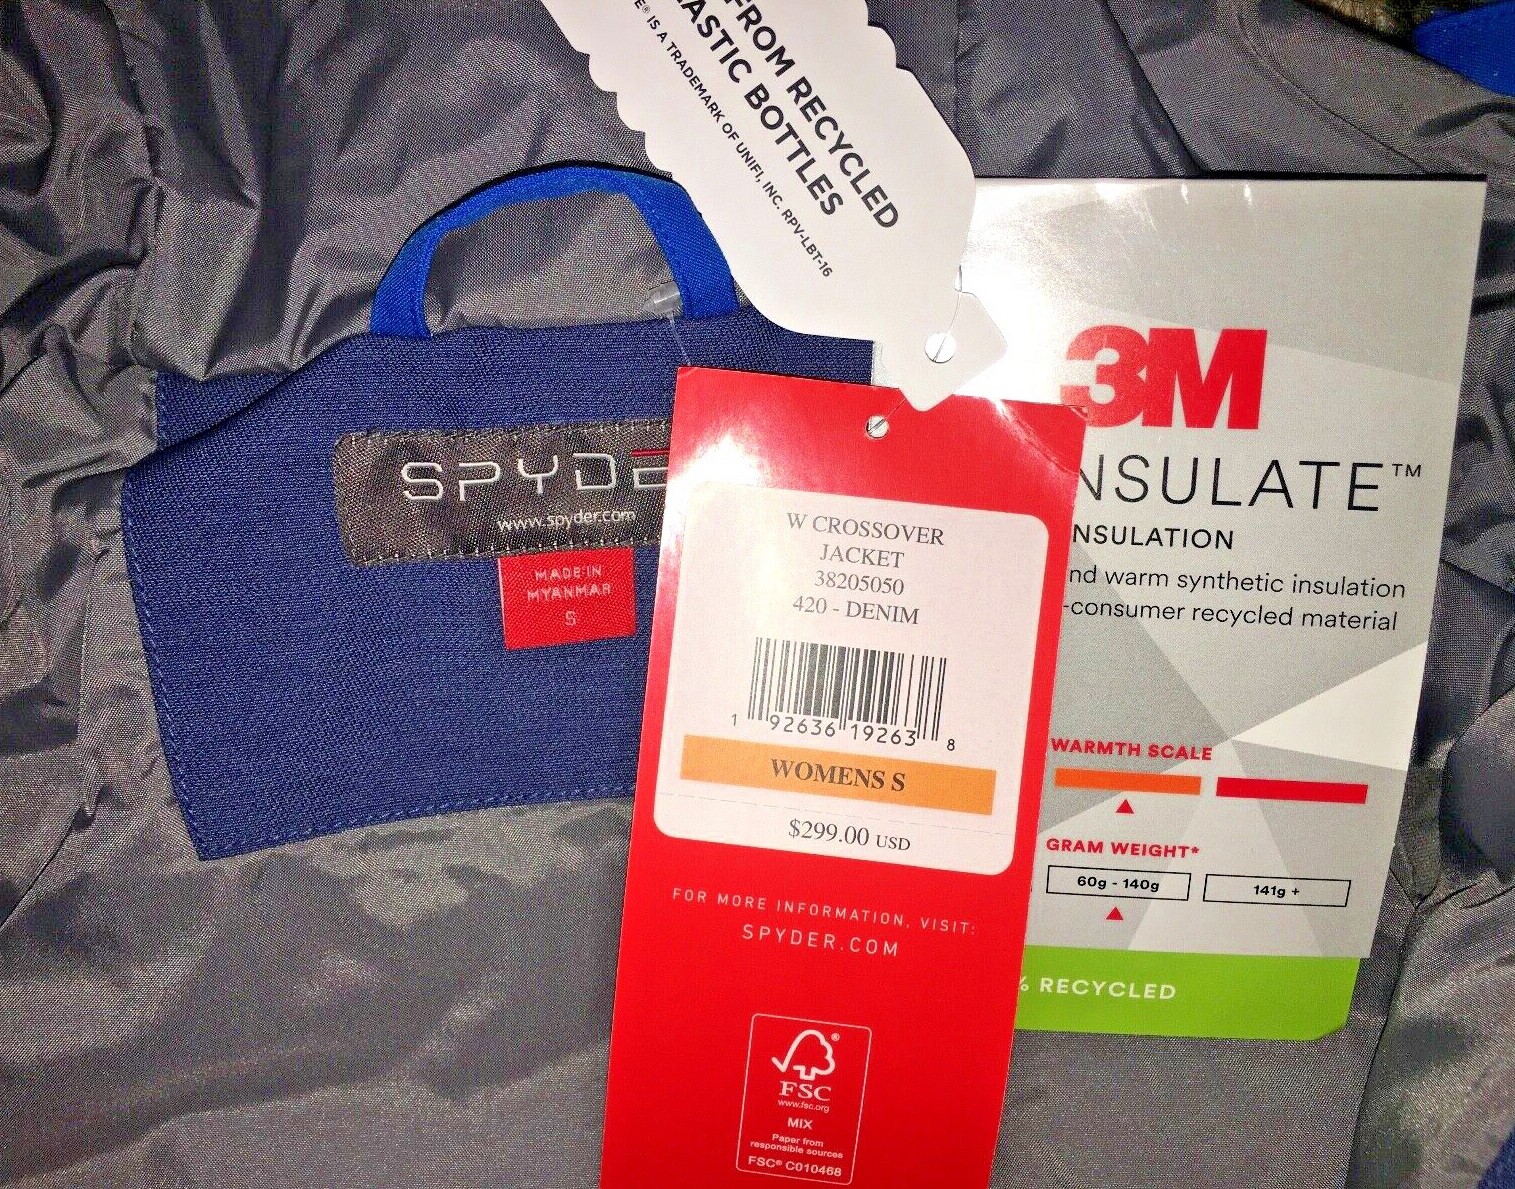 FROM RECYCLED
BOTTLES
IS A TRADEMARK OF UNIFI, INC. RPV-LBT-16
SPYDE
www.spyder.com
MADE IN
MYANMAR
S
W CROSSOVER
JACKET
38205050
420 - DENIM
1 92636 19263 8
WOMENS S
$299.00 USD
FOR MORE INFORMATION, VISIT:
SPYDER.COM
FSC®
www.fsc.org
MIX
Paper from
responsible sources
FSC® C010468
3M
NSULATE™
NSULATION
nd warm synthetic insulation
-consumer recycled material
WARMTH SCALE
GRAM WEIGHT*
60g - 140g
141g +
% RECYCLED